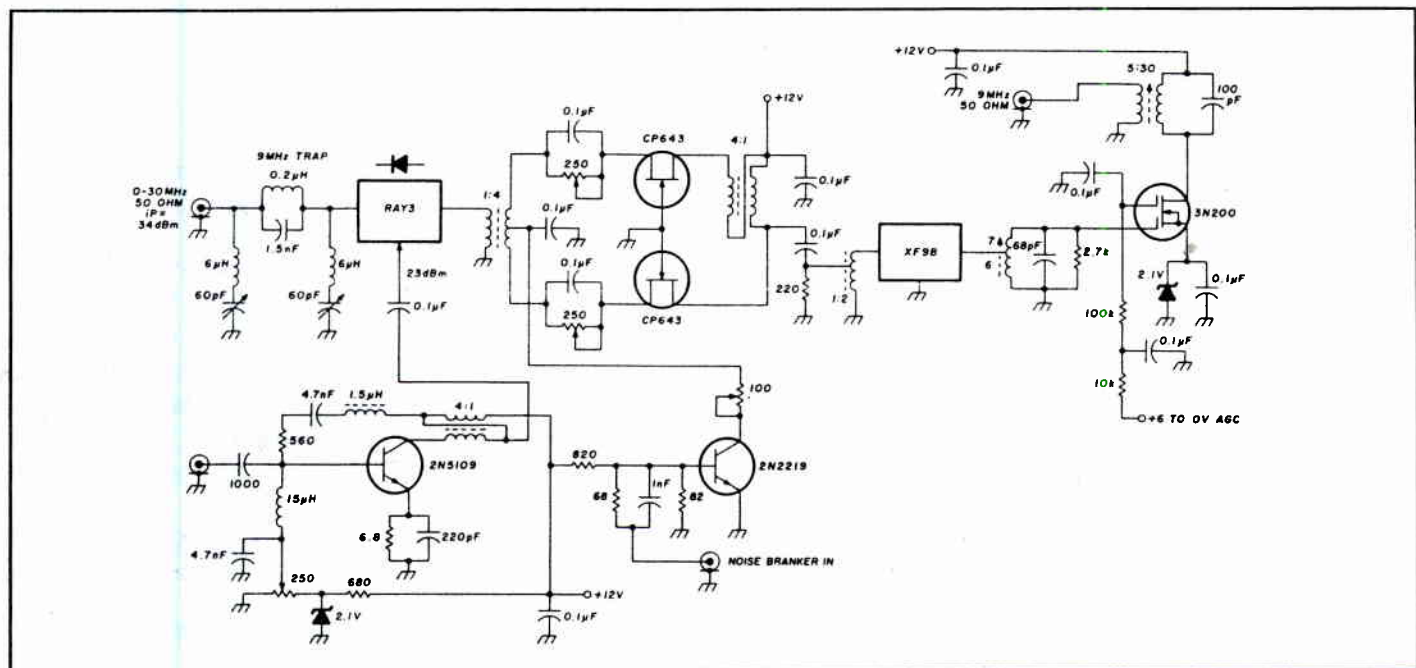 +12V
0.1µF
5:30
100
pF
9MHz
50 OHM
+12V
0.1µF
CP643
4:1
250
9MHz TRAP
0.2µH
0-30MHz
50 OHM
iP=
34dBm
1.5nF
RAY3
1:4
0.1µF
0.1µF
0.1µF
0.1µF
3N200
6µH
6µH
60pF
60pF
23dBm
0.1µF
0.1µF
250
CP643
220
1:2
XF9B
7
6
68pF
2.7k
2.1V
0.1µF
100k
0.1µF
10k
+6 TO 0V AGC
4.7nF
1.5µH
4:1
100
560
2N5109
820
2N2219
1000
68
1nF
82
15µH
6.8
220pF
4.7nF
NOISE BRANKER IN
250
680
+12V
2.1V
0.1µF